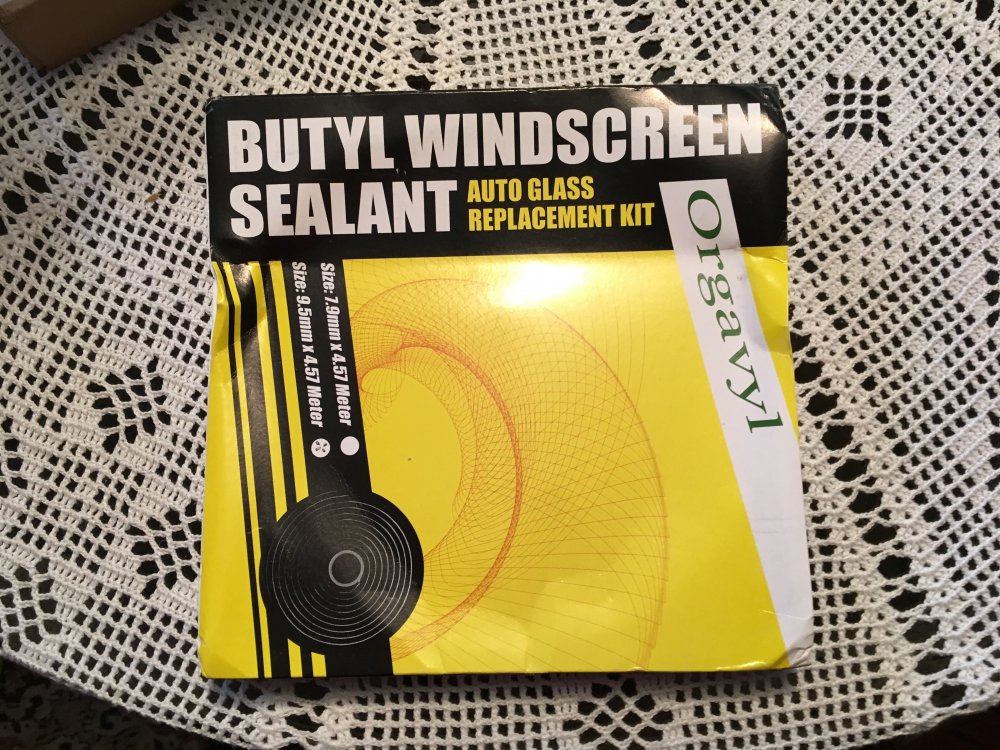 BUTYL WINDSCREEN
SEALANT
AUTO GLASS
REPLACEMENT KIT
Orgavyl
Size: 7.9mm x 4.57 Meter
Size: 9.5mm x 4.57 Meter